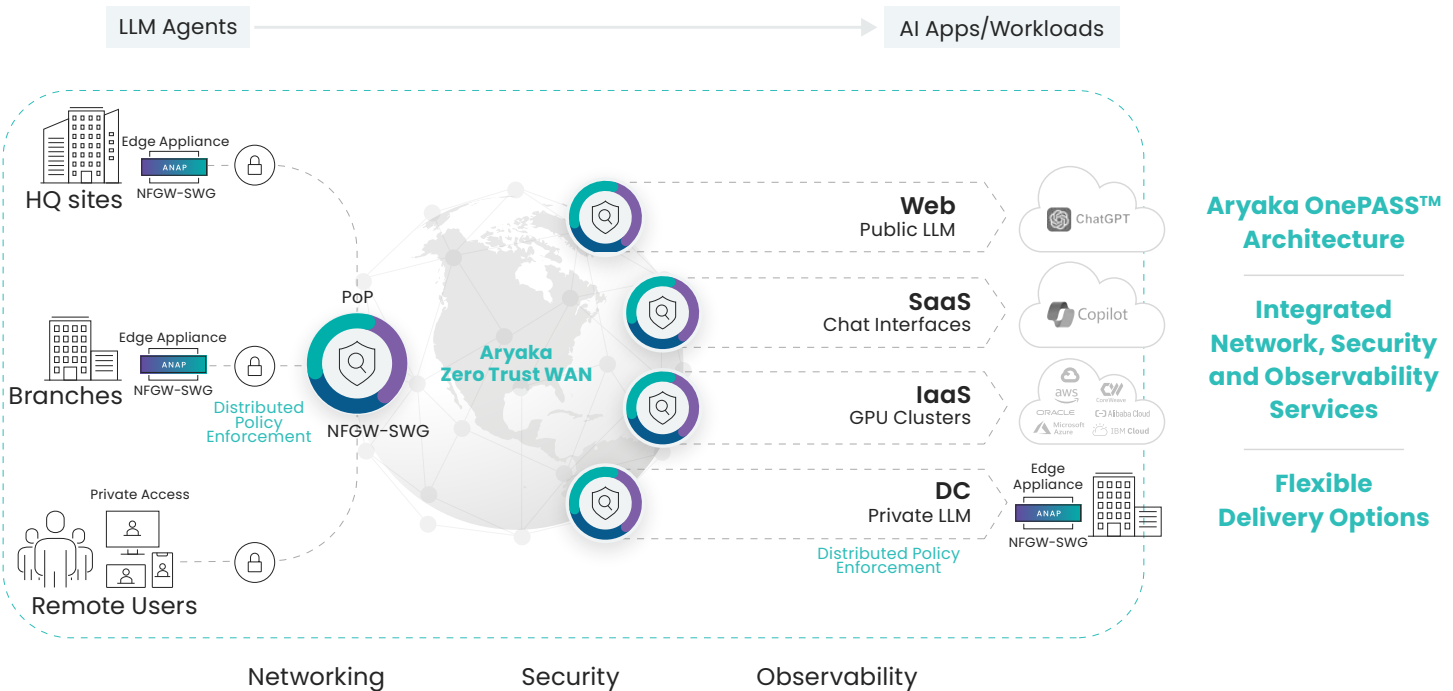 LLM Agents
AI Apps/Workloads
Edge Appliance
ANAP
NFGW-SWG
HQ sites
Edge Appliance
ANAP
NFGW-SWG
Branches
Distributed
Policy
Enforcement
Private Access
Remote Users
PoP
NFGW-SWG
Aryaka
Zero Trust WAN
Web
Public LLM
ChatGPT
SaaS
Chat Interfaces
Copilot
IaaS
GPU Clusters
aws
CoreWeave
ORACLE
Alibaba Cloud
Microsoft
Azure
IBM Cloud
DC
Private LLM
Distributed Policy
Enforcement
Edge
Appliance
ANAP
NFGW-SWG
Aryaka OnePASS™
Architecture
Integrated
Network, Security
and Observability
Services
Flexible
Delivery Options
Networking
Security
Observability